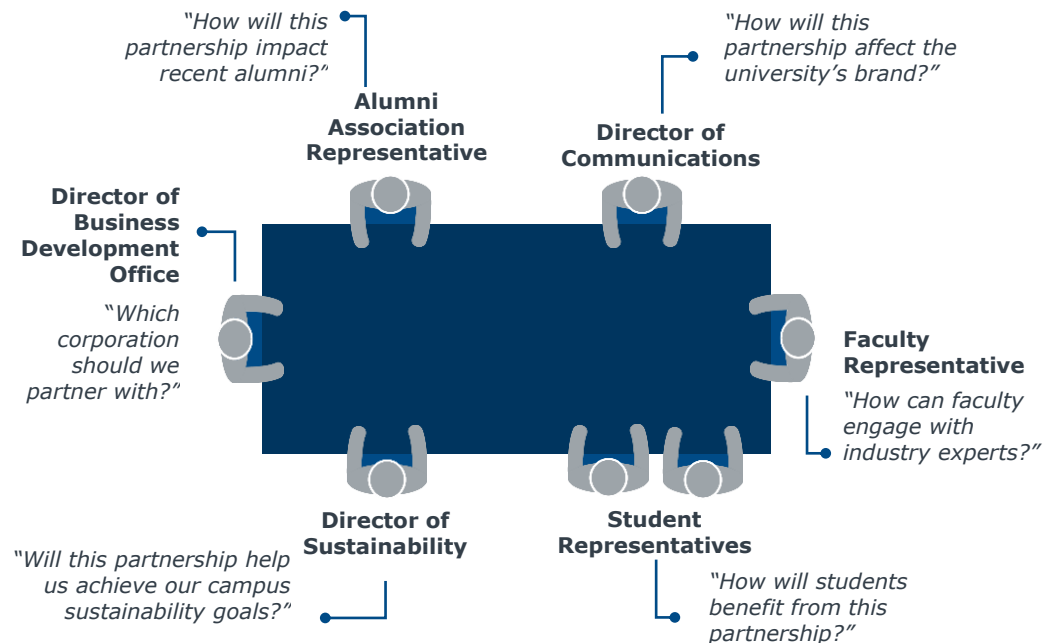 “How will this
partnership impact
recent alumni?”
Alumni
Association
Representative
“How will this
partnership affect the
university’s brand?”
Director of
Communications
Director of
Business
Development
Office
“Which
corporation
should we
partner with?”
Faculty
Representative
“How can faculty
engage with
industry experts?”
Director of
Sustainability
“Will this partnership help
us achieve our campus
sustainability goals?”
Student
Representatives
“How will students
benefit from this
partnership?”